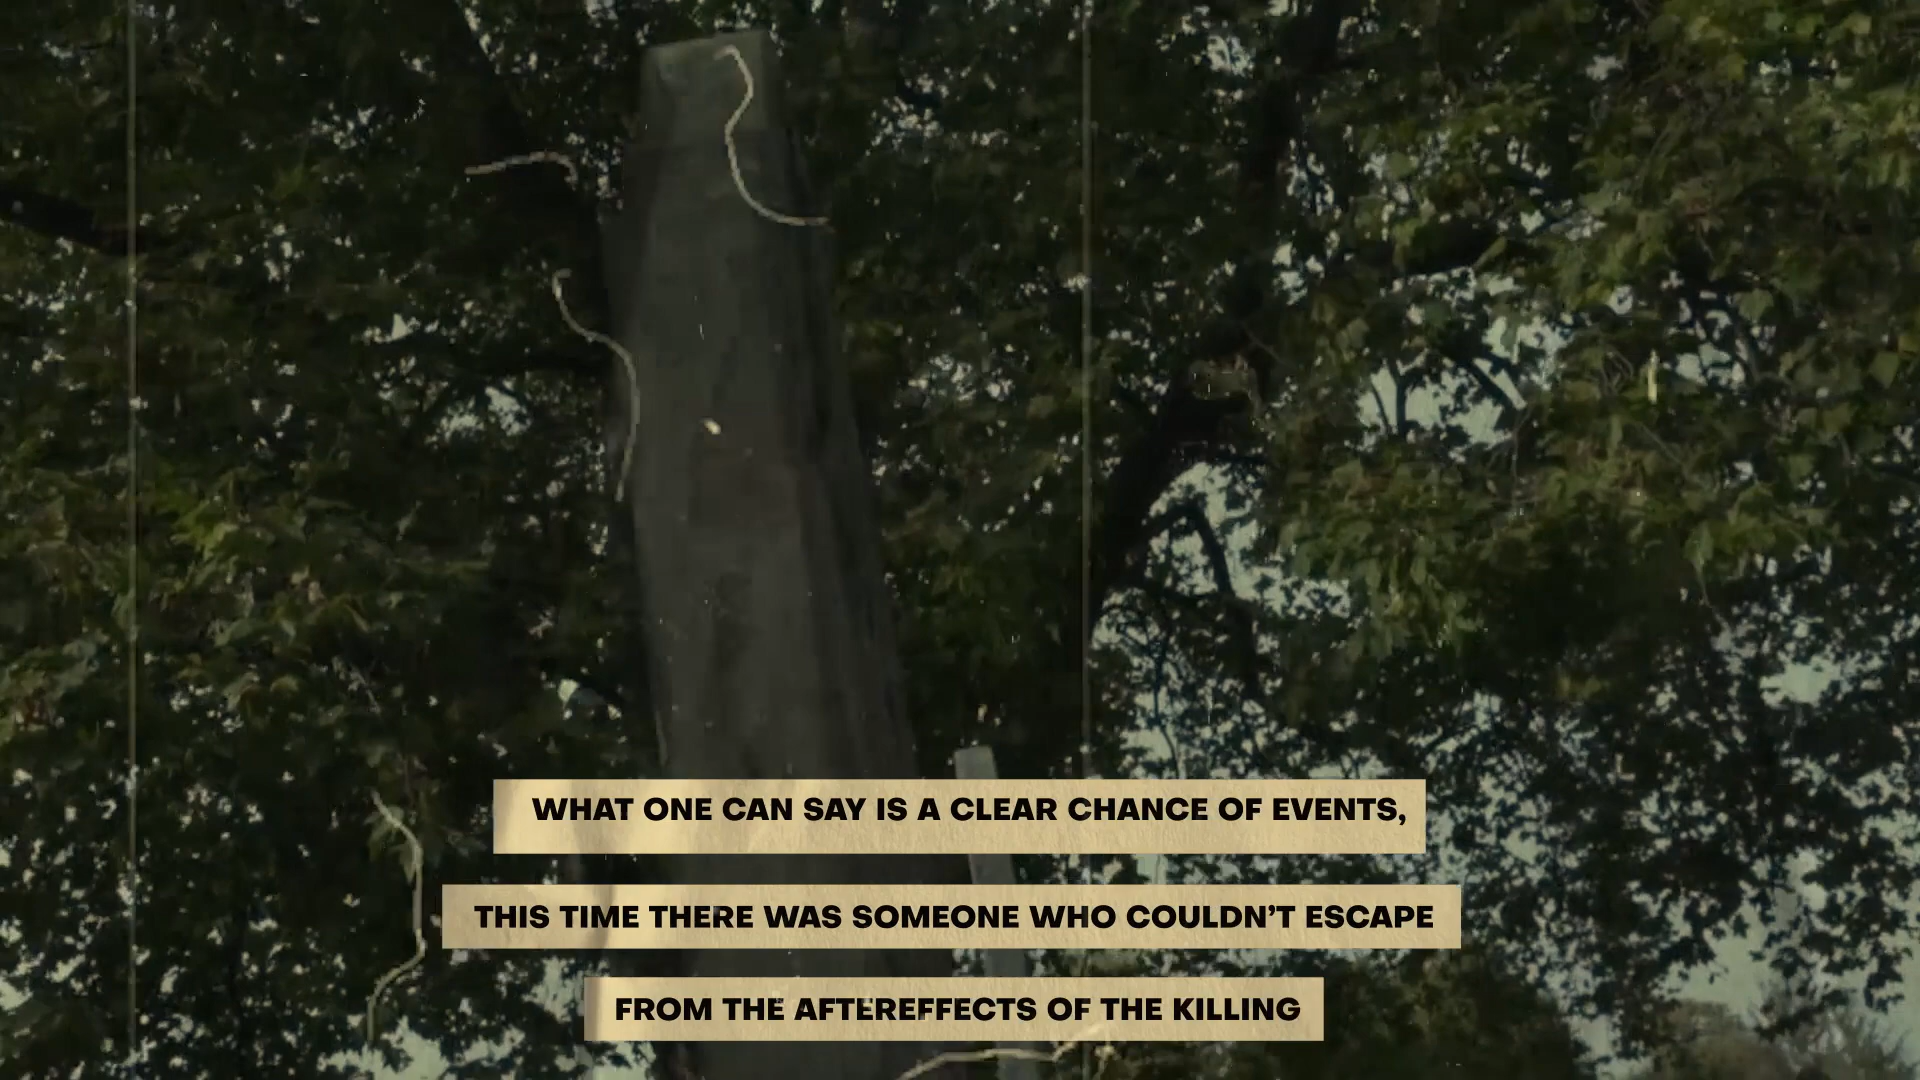 WHAT ONE CAN SAY IS A CLEAR CHANCE OF EVENTS,
THIS TIME THERE WAS SOMEONE WHO COULDN’T ESCAPE
FROM THE AFTEREFFECTS OF THE KILLING